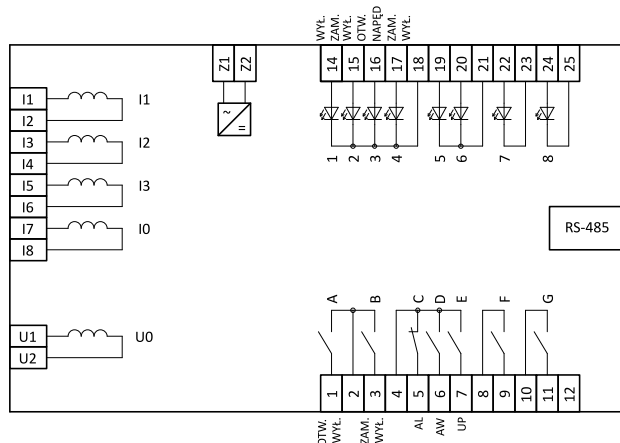 WYŁ. ZAM.
WYŁ. OTW.
NAPĘD ZAM.
WYŁ.
Z1 Z2
14 15 16 17 18 19 20 21 22 23 24 25
~
=
1 2 3 4 5 6 7 8
I1
I2
I1
I3
I4
I2
I5
I6
I3
I7
I8
I0
RS-485
U1
U2
U0
A B C D E F G
1 2 3 4 5 6 7 8 9 10 11 12
OTW. WYŁ.
ZAM. WYŁ.
AL
AW
UP